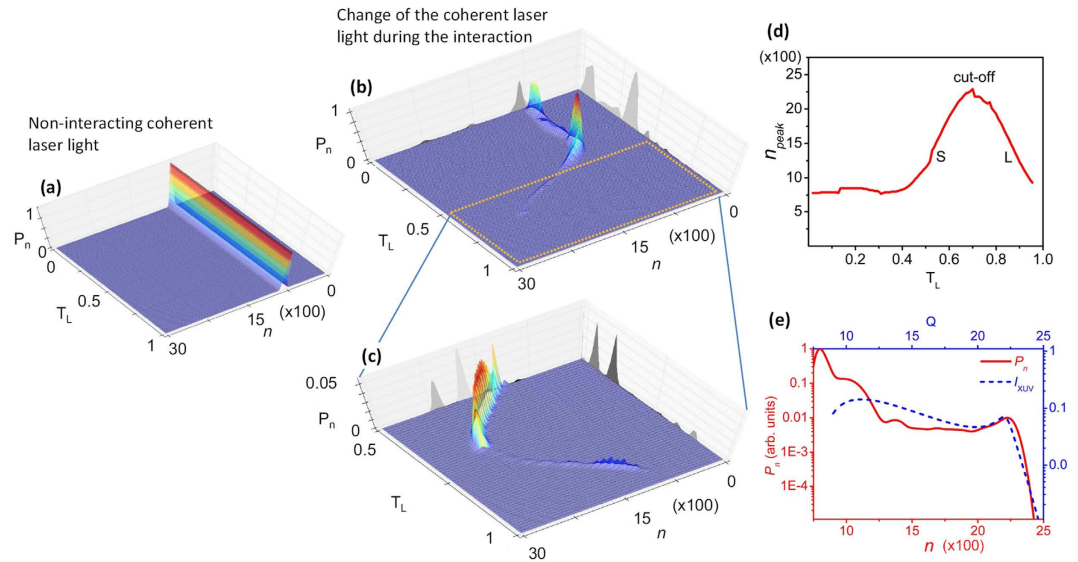 Change of the coherent laser
light during the interaction
Non-interacting coherent
laser light
(a)
1
P_n
0
0
0.5
T_L
1
30
15
n
(x100)
0
(b)
1
P_n
0
0
0.5
T_L
1
30
n
15
(x100)
0
(c)
0.05
P_n
0
0.5
T_L
1
30
n
15
(x100)
0
(d)
(x100)
25
20
15
10
5
n_peak
cut-off
S
L
0.2
0.4
0.6
0.8
1.0
T_L
(e)
Q
10
15
20
25
1
0.1
0.01
1E-3
1E-4
P_n (arb. units)
P_n
I_XUV
1
0.1
0.0
10
15
20
25
n (x100)